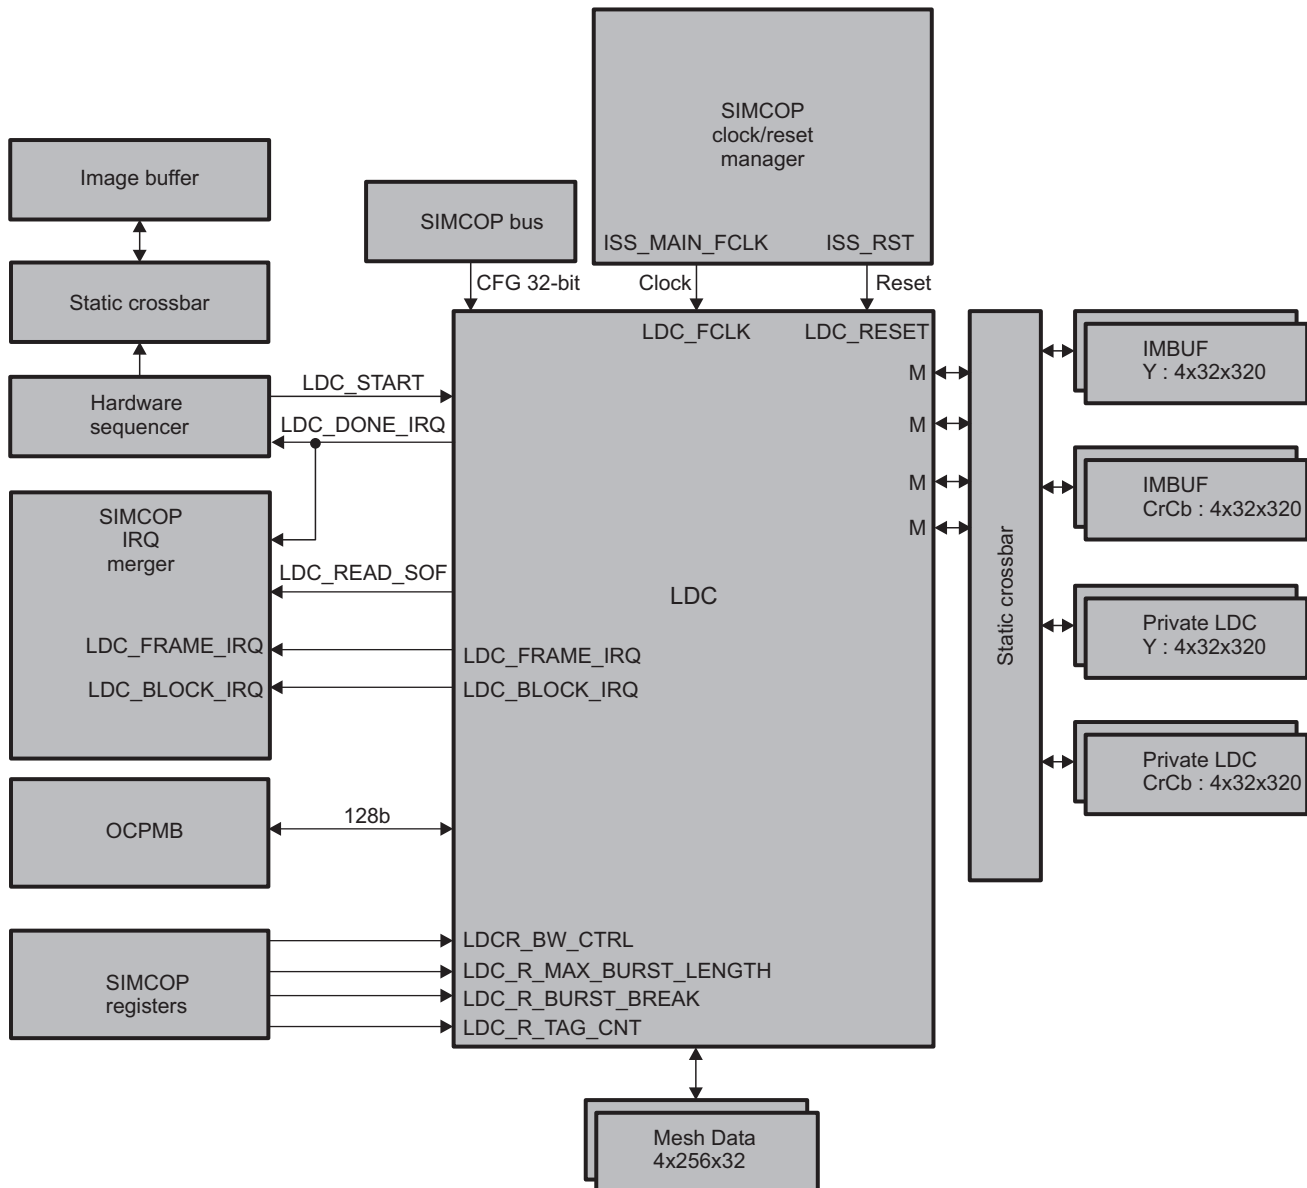 SIMCOP
clock/reset
manager
ISS_MAIN_FCLK
ISS_RST
Image buffer
SIMCOP bus
Static crossbar
CFG 32-bit
Clock
Reset
LDC_FCLK
LDC_RESET
Hardware
sequencer
LDC_START
LDC_DONE_IRQ
SIMCOP
IRQ
merger
LDC_READ_SOF
LDC_FRAME_IRQ
LDC_BLOCK_IRQ
LDC_FRAME_IRQ
LDC_BLOCK_IRQ
LDC
M
M
M
M
Static crossbar
IMBUF
Y : 4x32x320
IMBUF
CrCb : 4x32x320
Private LDC
Y : 4x32x320
Private LDC
CrCb : 4x32x320
OCPMB
128b
SIMCOP
registers
LDCR_BW_CTRL
LDC_R_MAX_BURST_LENGTH
LDC_R_BURST_BREAK
LDC_R_TAG_CNT
Mesh Data
4x256x32